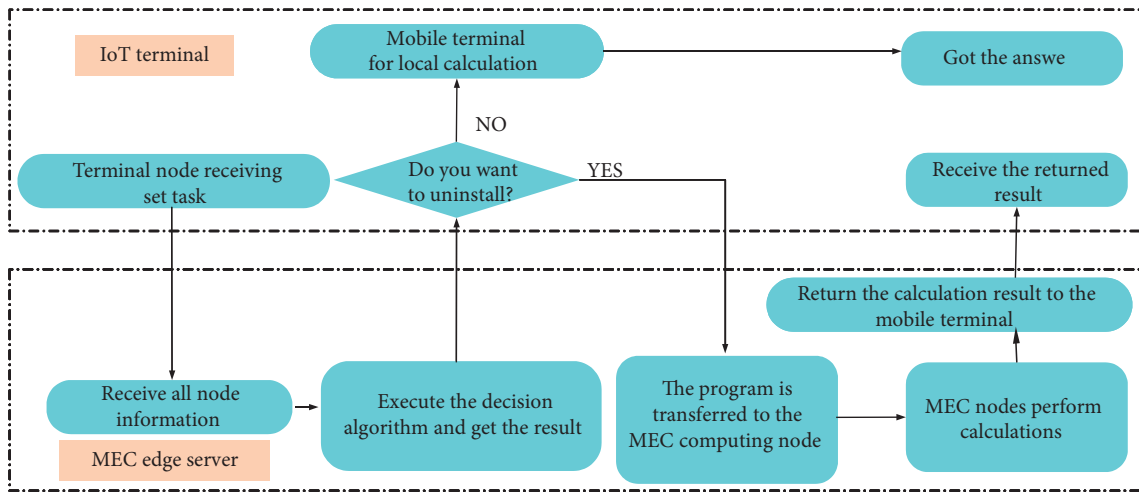 IoT terminal
Mobile terminal
for local calculation
Got the answe
NO
Terminal node receiving
set task
Do you want
to uninstall?
YES
Receive the returned
result
Return the calculation result to the
mobile terminal
Receive all node
information
Execute the decision
algorithm and get the result
The program is
transferred to the
MEC computing node
MEC nodes perform
calculations
MEC edge server